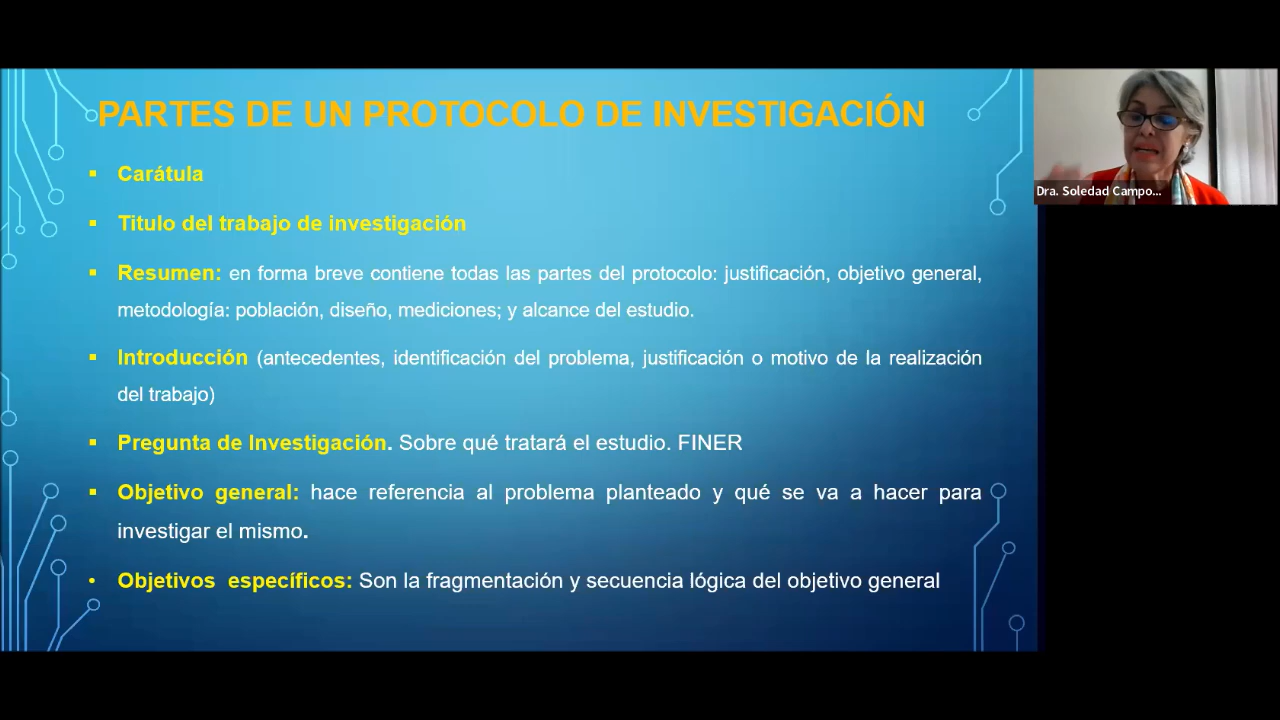 PARTES DE UN PROTOCOLO DE INVESTIGACIÓN
▪ Carátula
▪ Titulo del trabajo de investigación
▪ Resumen: en forma breve contiene todas las partes del protocolo: justificación, objetivo general,
metodología: población, diseño, mediciones; y alcance del estudio.
▪ Introducción (antecedentes, identificación del problema, justificación o motivo de la realización
del trabajo)
▪ Pregunta de Investigación. Sobre qué tratará el estudio. FINER
▪ Objetivo general: hace referencia al problema planteado y qué se va a hacer para
investigar el mismo.
• Objetivos específicos: Son la fragmentación y secuencia lógica del objetivo general
Dra. Soledad Campo...